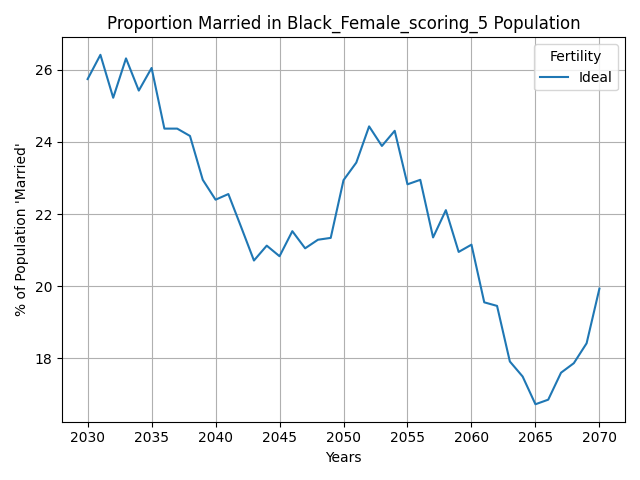 Proportion Married in Black_Female_scoring_5 Population
Fertility
Ideal
% of Population 'Married'
26
24
22
20
18
2030 2035 2040 2045 2050 2055 2060 2065 2070
Years